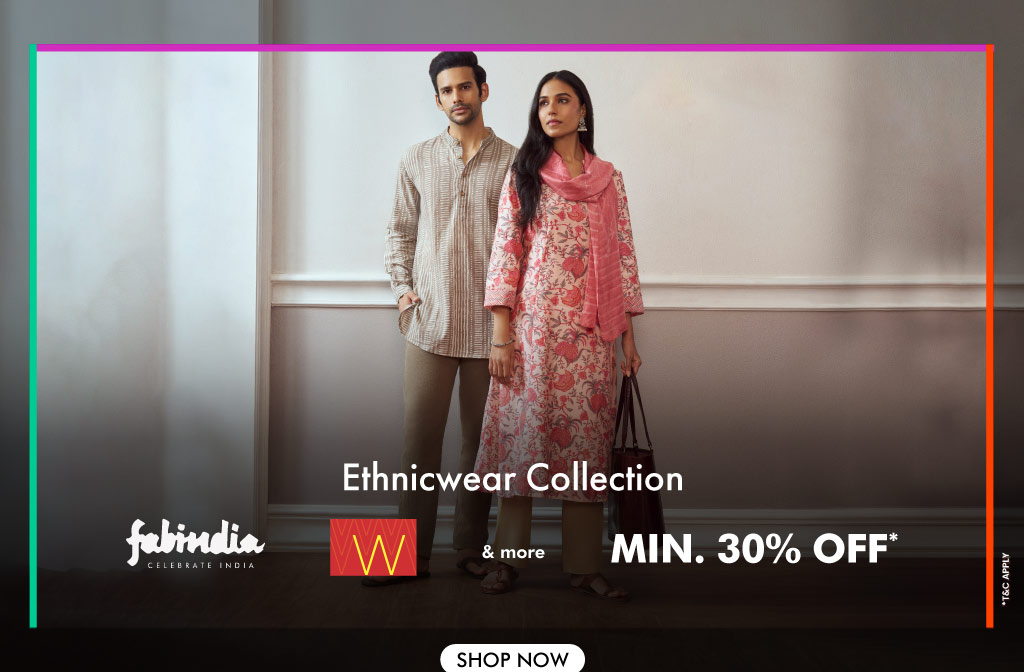 Ethnicwear Collection
fabindia
CELEBRATE INDIA
W
& more
MIN. 30% OFF*
*T&C APPLY
SHOP NOW